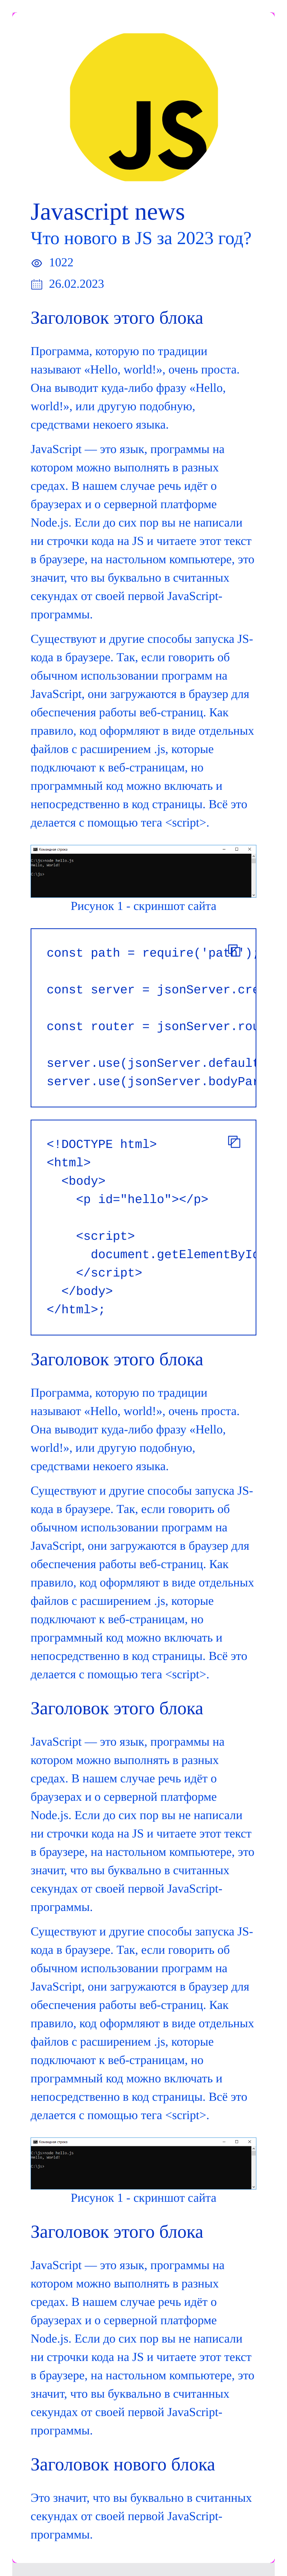 JS
Javascript news
Что нового в JS за 2023 год?
1022
26.02.2023
Заголовок этого блока
Программа, которую по традиции
называют «Hello, world!», очень проста.
Она выводит куда-либо фразу «Hello,
world!», или другую подобную,
средствами некоего языка.
JavaScript — это язык, программы на
котором можно выполнять в разных
средах. В нашем случае речь идёт о
браузерах и о серверной платформе
Node.js. Если до сих пор вы не написали
ни строчки кода на JS и читаете этот текст
в браузере, на настольном компьютере, это
значит, что вы буквально в считанных
секундах от своей первой JavaScript-
программы.
Существуют и другие способы запуска JS-
кода в браузере. Так, если говорить об
обычном использовании программ на
JavaScript, они загружаются в браузер для
обеспечения работы веб-страниц. Как
правило, код оформляют в виде отдельных
файлов с расширением .js, которые
подключают к веб-страницам, но
программный код можно включать и
непосредственно в код страницы. Всё это
делается с помощью тега <script>.
Командная строка
C:\js>node hello.js
Hello, World!
C:\js>
Рисунок 1 - скриншот сайта
const path = require('path');
const server = jsonServer.cre
const router = jsonServer.rou
server.use(jsonServer.default
server.use(jsonServer.bodyPar
<!DOCTYPE html>
<html>
<body>
<p id="hello"></p>
<script>
document.getElementById
</script>
</body>
</html>;
Заголовок этого блока
Программа, которую по традиции
называют «Hello, world!», очень проста.
Она выводит куда-либо фразу «Hello,
world!», или другую подобную,
средствами некоего языка.
Существуют и другие способы запуска JS-
кода в браузере. Так, если говорить об
обычном использовании программ на
JavaScript, они загружаются в браузер для
обеспечения работы веб-страниц. Как
правило, код оформляют в виде отдельных
файлов с расширением .js, которые
подключают к веб-страницам, но
программный код можно включать и
непосредственно в код страницы. Всё это
делается с помощью тега <script>.
Заголовок этого блока
JavaScript — это язык, программы на
котором можно выполнять в разных
средах. В нашем случае речь идёт о
браузерах и о серверной платформе
Node.js. Если до сих пор вы не написали
ни строчки кода на JS и читаете этот текст
в браузере, на настольном компьютере, это
значит, что вы буквально в считанных
секундах от своей первой JavaScript-
программы.
Существуют и другие способы запуска JS-
кода в браузере. Так, если говорить об
обычном использовании программ на
JavaScript, они загружаются в браузер для
обеспечения работы веб-страниц. Как
правило, код оформляют в виде отдельных
файлов с расширением .js, которые
подключают к веб-страницам, но
программный код можно включать и
непосредственно в код страницы. Всё это
делается с помощью тега <script>.
Командная строка
C:\js>node hello.js
Hello, World!
C:\js>
Рисунок 1 - скриншот сайта
Заголовок этого блока
JavaScript — это язык, программы на
котором можно выполнять в разных
средах. В нашем случае речь идёт о
браузерах и о серверной платформе
Node.js. Если до сих пор вы не написали
ни строчки кода на JS и читаете этот текст
в браузере, на настольном компьютере, это
значит, что вы буквально в считанных
секундах от своей первой JavaScript-
программы.
Заголовок нового блока
Это значит, что вы буквально в считанных
секундах от своей первой JavaScript-
программы.